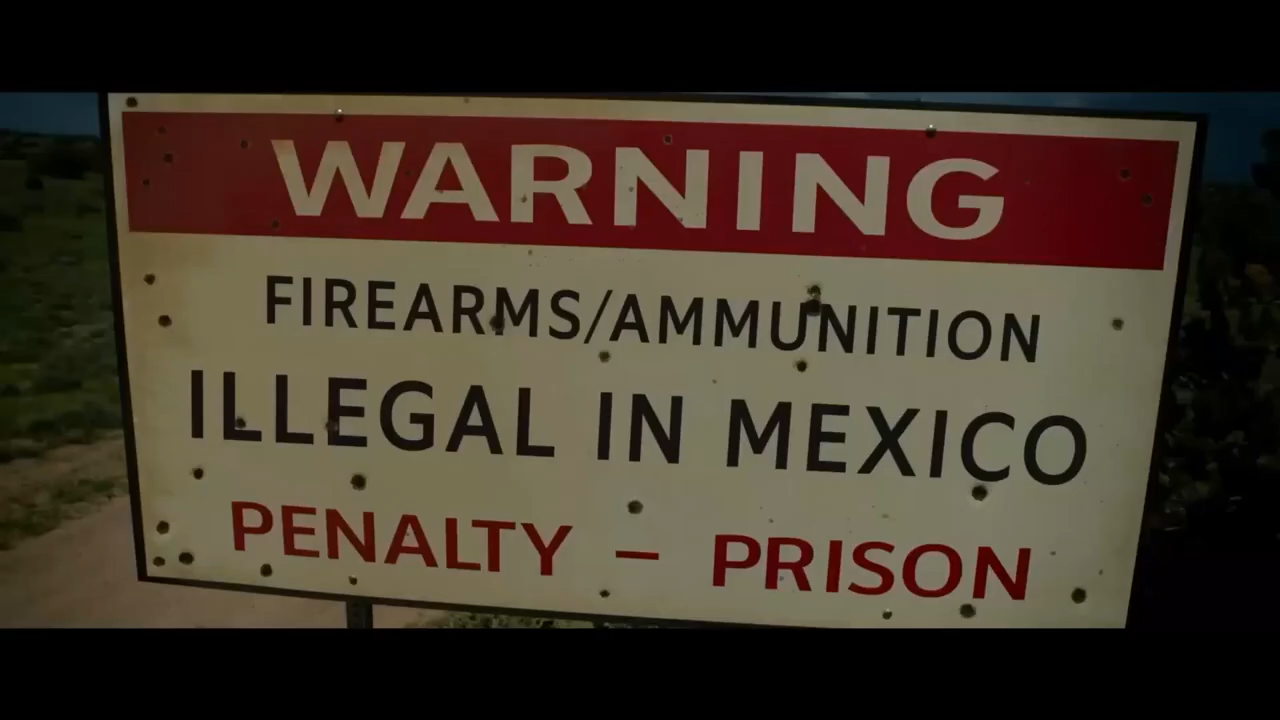 WARNING
FIREARMS/AMMUNITION
ILLEGAL IN MEXICO
PENALTY – PRISON